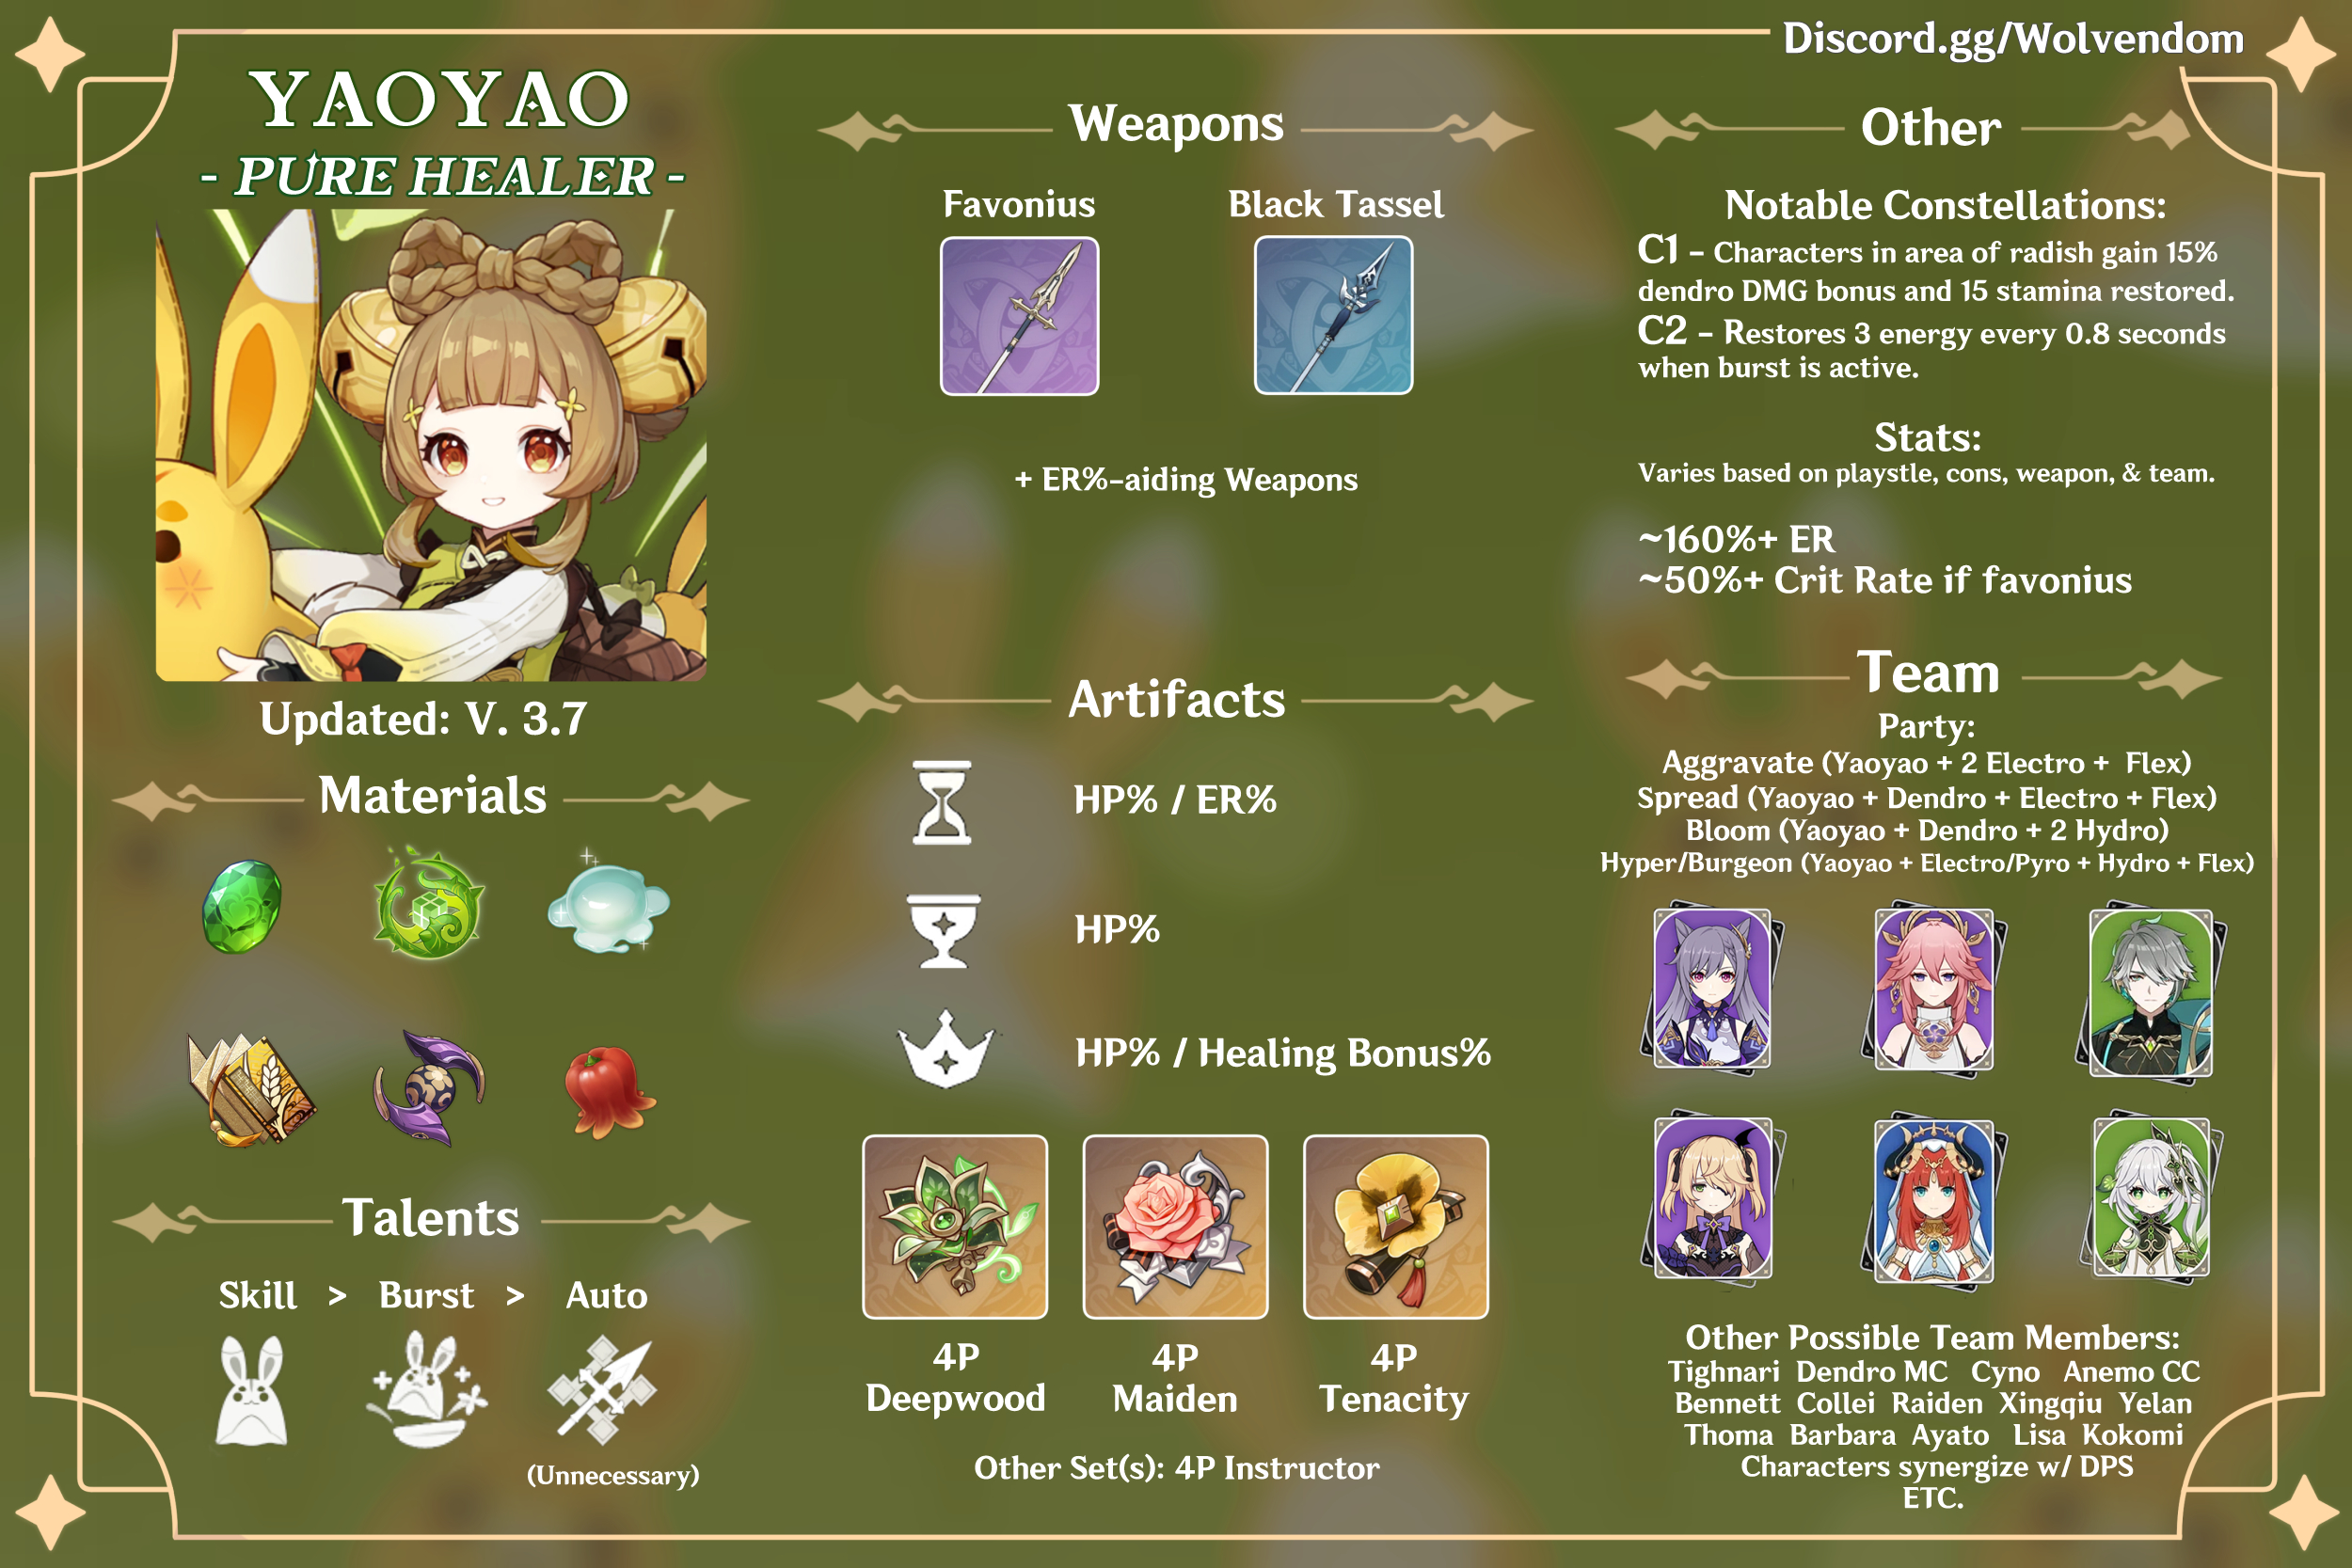 Discord.gg/Wolvendom
YAOYAO
- PURE HEALER -
Updated: V. 3.7
Materials
Talents
Skill > Burst > Auto
(Unnecessary)
Weapons
Favonius
Black Tassel
+ ER%-aiding Weapons
Artifacts
HP% / ER%
HP%
HP% / Healing Bonus%
4P
Deepwood
4P
Maiden
4P
Tenacity
Other Set(s): 4P Instructor
Other
Notable Constellations:
C1 - Characters in area of radish gain 15%
dendro DMG bonus and 15 stamina restored.
C2 - Restores 3 energy every 0.8 seconds
when burst is active.
Stats:
Varies based on playstle, cons, weapon, & team.
~160%+ ER
~50%+ Crit Rate if favonius
Team
Party:
Aggravate (Yaoyao + 2 Electro + Flex)
Spread (Yaoyao + Dendro + Electro + Flex)
Bloom (Yaoyao + Dendro + 2 Hydro)
Hyper/Burgeon (Yaoyao + Electro/Pyro + Hydro + Flex)
Other Possible Team Members:
Tighnari Dendro MC Cyno Anemo CC
Bennett Collei Raiden Xingqiu Yelan
Thoma Barbara Ayato Lisa Kokomi
Characters synergize w/ DPS
ETC.